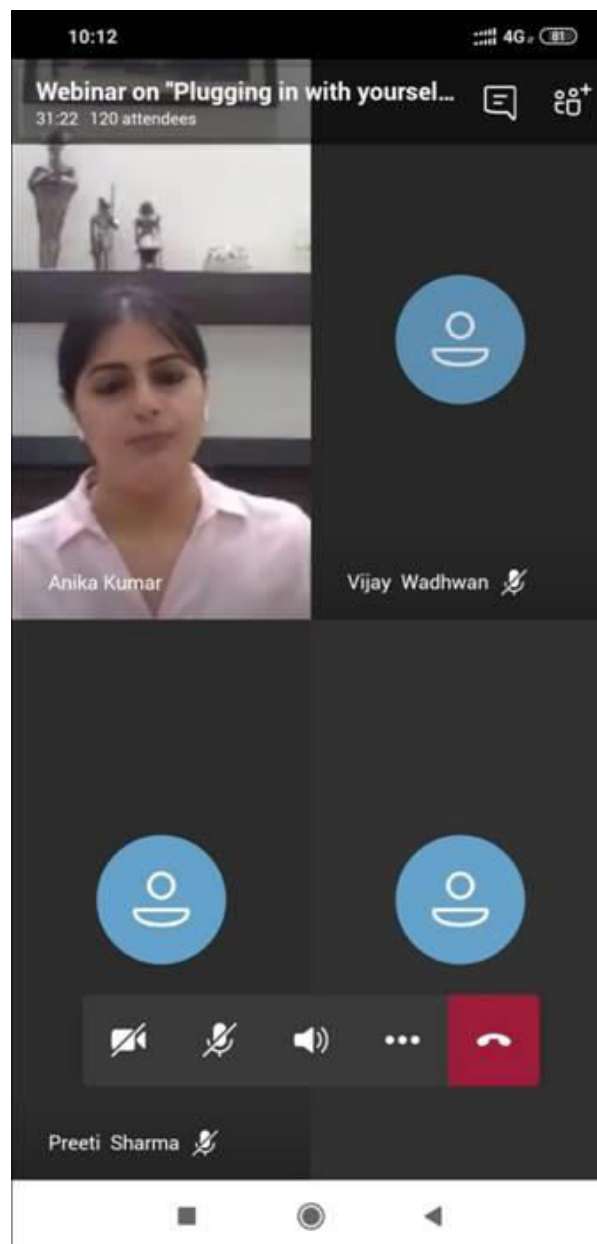 10:12
4G
81
Webinar on "Plugging in with yoursel...
31:22 120 attendees
Anika Kumar
Vijay Wadhwan
Preeti Sharma